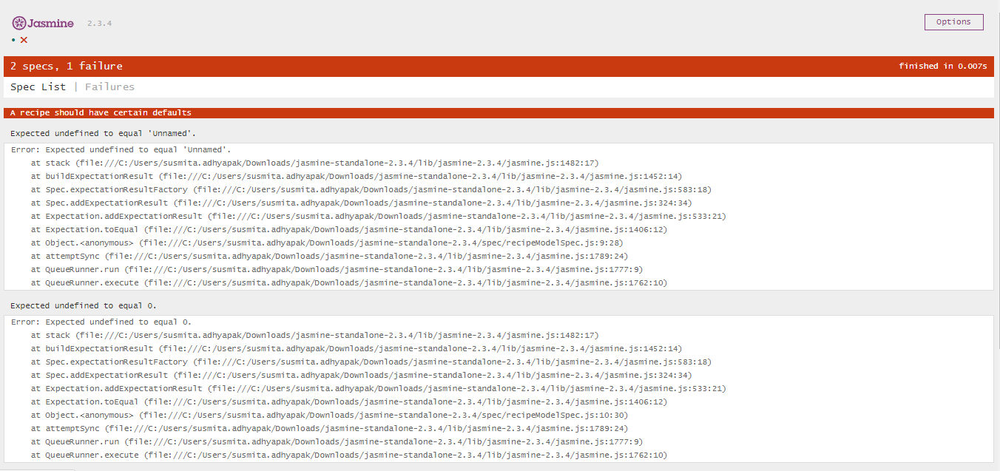 Jasmine 2.3.4
Options
• ×
2 specs, 1 failure finished in 0.007s
Spec List | Failures
A recipe should have certain defaults
Expected undefined to equal 'Unnamed'.
Error: Expected undefined to equal 'Unnamed'.
at stack (file:///C:/Users/susmita.adhyapak/Downloads/jasmine-standalone-2.3.4/lib/jasmine-2.3.4/jasmine.js:1482:17)
at buildExpectationResult (file:///C:/Users/susmita.adhyapak/Downloads/jasmine-standalone-2.3.4/lib/jasmine-2.3.4/jasmine.js:1452:14)
at Spec.expectationResultFactory (file:///C:/Users/susmita.adhyapak/Downloads/jasmine-standalone-2.3.4/lib/jasmine-2.3.4/jasmine.js:583:18)
at Spec.addExpectationResult (file:///C:/Users/susmita.adhyapak/Downloads/jasmine-standalone-2.3.4/lib/jasmine-2.3.4/jasmine.js:324:34)
at Expectation.addExpectationResult (file:///C:/Users/susmita.adhyapak/Downloads/jasmine-standalone-2.3.4/lib/jasmine-2.3.4/jasmine.js:533:21)
at Expectation.toEqual (file:///C:/Users/susmita.adhyapak/Downloads/jasmine-standalone-2.3.4/lib/jasmine-2.3.4/jasmine.js:1406:12)
at Object.<anonymous> (file:///C:/Users/susmita.adhyapak/Downloads/jasmine-standalone-2.3.4/spec/recipeModelSpec.js:9:28)
at attemptSync (file:///C:/Users/susmita.adhyapak/Downloads/jasmine-standalone-2.3.4/lib/jasmine-2.3.4/jasmine.js:1789:24)
at QueueRunner.run (file:///C:/Users/susmita.adhyapak/Downloads/jasmine-standalone-2.3.4/lib/jasmine-2.3.4/jasmine.js:1777:9)
at QueueRunner.execute (file:///C:/Users/susmita.adhyapak/Downloads/jasmine-standalone-2.3.4/lib/jasmine-2.3.4/jasmine.js:1762:10)
Expected undefined to equal 0.
Error: Expected undefined to equal 0.
at stack (file:///C:/Users/susmita.adhyapak/Downloads/jasmine-standalone-2.3.4/lib/jasmine-2.3.4/jasmine.js:1482:17)
at buildExpectationResult (file:///C:/Users/susmita.adhyapak/Downloads/jasmine-standalone-2.3.4/lib/jasmine-2.3.4/jasmine.js:1452:14)
at Spec.expectationResultFactory (file:///C:/Users/susmita.adhyapak/Downloads/jasmine-standalone-2.3.4/lib/jasmine-2.3.4/jasmine.js:583:18)
at Spec.addExpectationResult (file:///C:/Users/susmita.adhyapak/Downloads/jasmine-standalone-2.3.4/lib/jasmine-2.3.4/jasmine.js:324:34)
at Expectation.addExpectationResult (file:///C:/Users/susmita.adhyapak/Downloads/jasmine-standalone-2.3.4/lib/jasmine-2.3.4/jasmine.js:533:21)
at Expectation.toEqual (file:///C:/Users/susmita.adhyapak/Downloads/jasmine-standalone-2.3.4/lib/jasmine-2.3.4/jasmine.js:1406:12)
at Object.<anonymous> (file:///C:/Users/susmita.adhyapak/Downloads/jasmine-standalone-2.3.4/spec/recipeModelSpec.js:10:30)
at attemptSync (file:///C:/Users/susmita.adhyapak/Downloads/jasmine-standalone-2.3.4/lib/jasmine-2.3.4/jasmine.js:1789:24)
at QueueRunner.run (file:///C:/Users/susmita.adhyapak/Downloads/jasmine-standalone-2.3.4/lib/jasmine-2.3.4/jasmine.js:1777:9)
at QueueRunner.execute (file:///C:/Users/susmita.adhyapak/Downloads/jasmine-standalone-2.3.4/lib/jasmine-2.3.4/jasmine.js:1762:10)